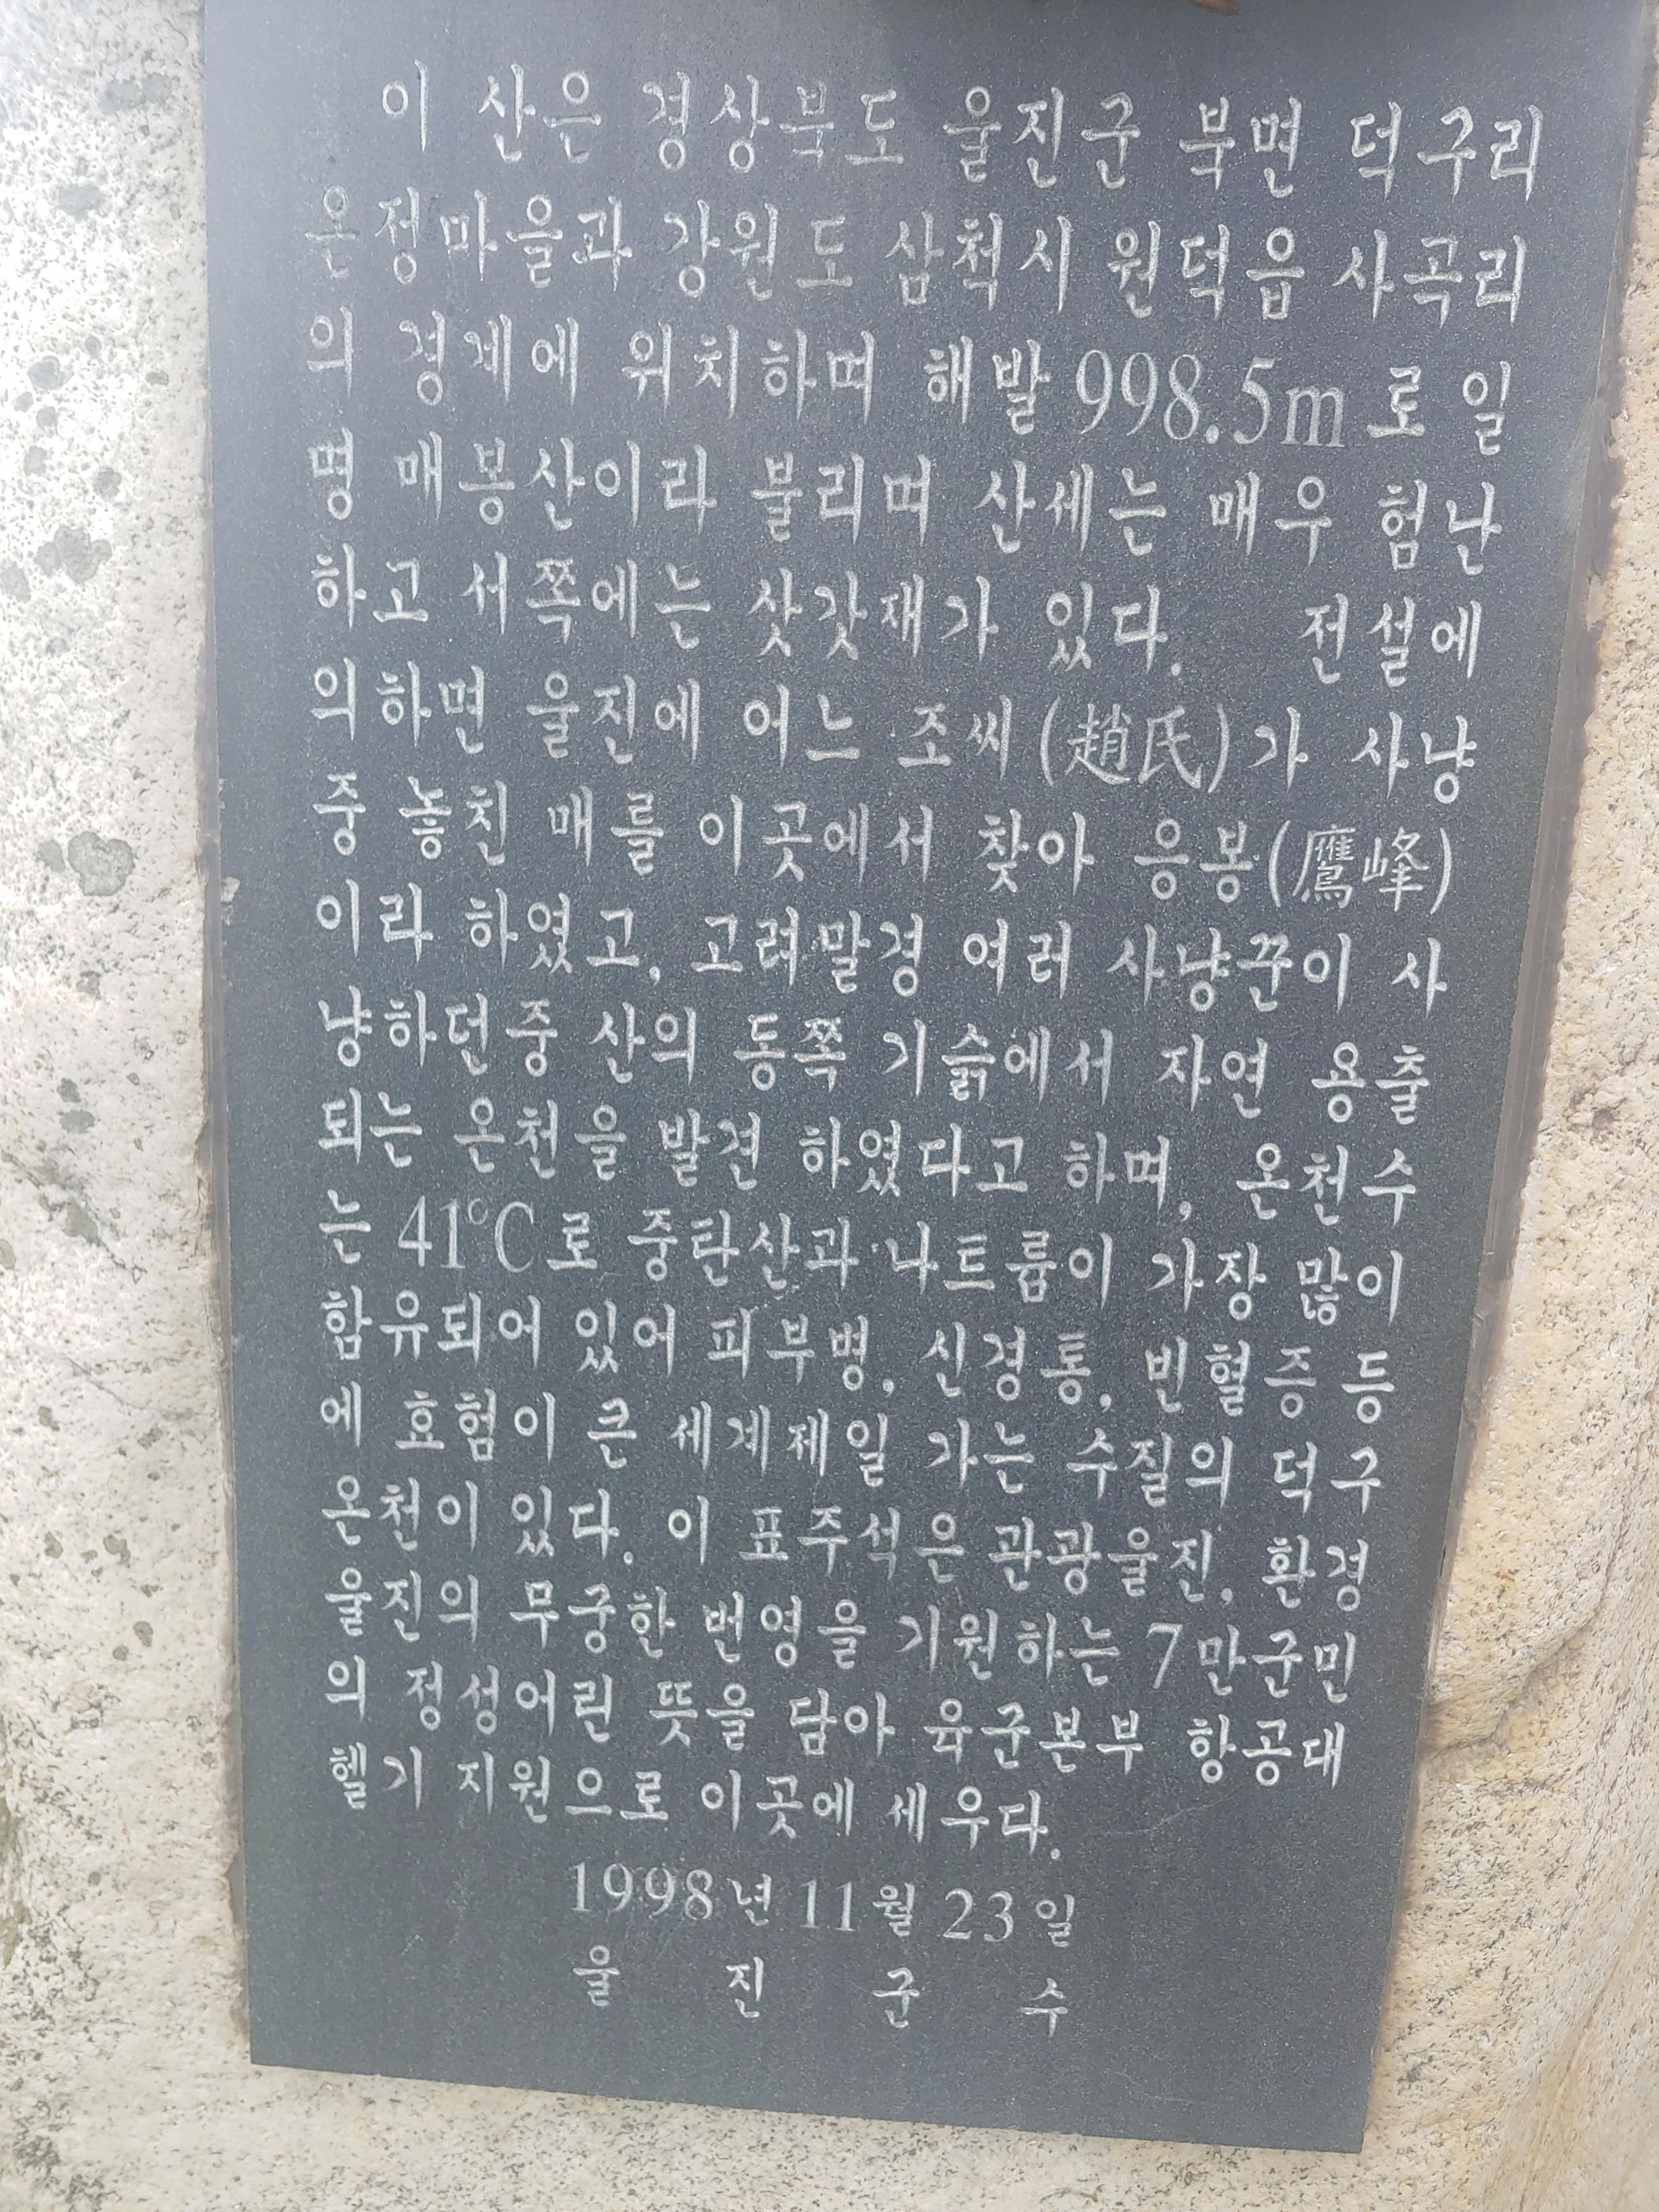 이 산은 경상북도 울진군 북면 덕구리
온정마을과 강원도 삼척시 원덕읍 사곡리
의 경계에 위치하며 해발 998.5m 로 일
명 매봉산이라 불리며 산세는 매우 험난
하고 서쪽에는 삿갓재가 있다. 전설에
의하면 울진에 어느 조씨(趙氏)가 사냥
중 놓친 매를 이곳에서 찾아 응봉(鷹峰)
이라 하였고, 고려말경 여러 사냥꾼이 사
냥하던중 산의 동쪽 기슭에서 자연 용출
되는 온천을 발견 하였다고 하며, 온천수
는 41°C로 중탄산과 나트륨이 가장 많이
함유되어 있어 피부병, 신경통, 빈혈증 등
에 효험이 큰 세계제일 가는 수질의 덕구
온천이 있다. 이 표주석은 관광울진, 환경
울진의 무궁한 번영을 기원하는 7만군민
의 정성어린 뜻을 담아 육군본부 항공대
헬기 지원으로 이곳에 세우다.
1998년 11월 23일
울 진 군 수